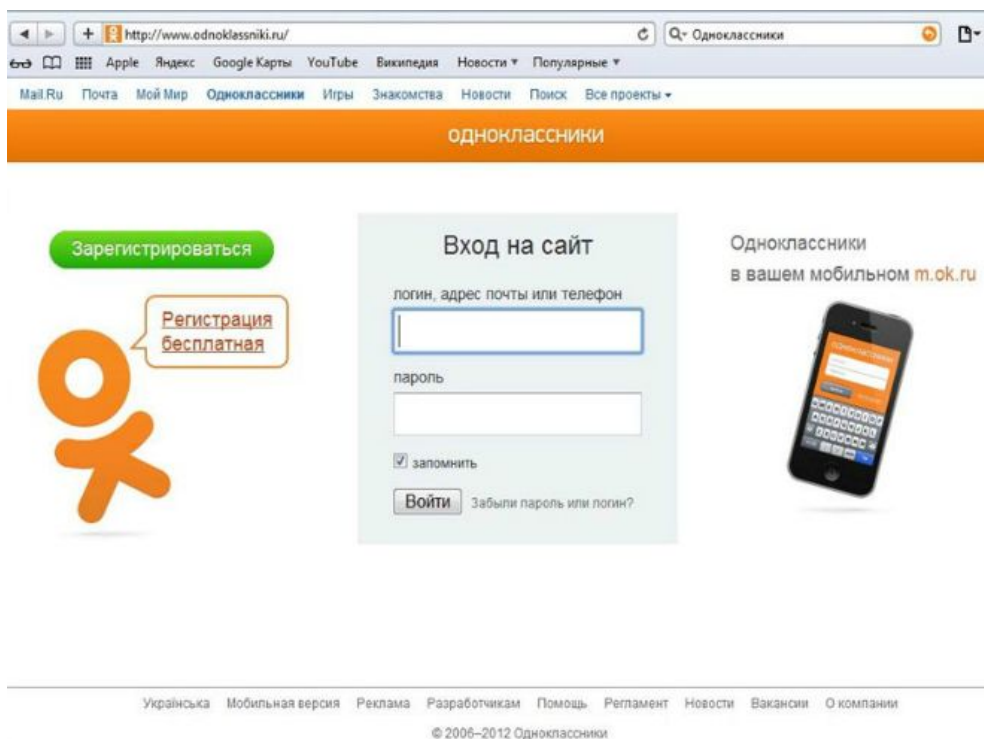 http://www.odnoklassniki.ru/ Одноклассники
Apple Яндекс Google Карты YouTube Википедия Новости Популярные
Mail.Ru Почта Мой Мир Одноклассники Игры Знакомства Новости Поиск Все проекты
одноклассники
Зарегистрироваться
Регистрация
бесплатная
Вход на сайт
логин, адрес почты или телефон
пароль
запомнить
Войти Забыли пароль или логин?
Одноклассники
в вашем мобильном m.ok.ru
одноклассники
Українська Мобильная версия Реклама Разработчикам Помощь Регламент Новости Вакансии О компании
© 2006–2012 Одноклассники